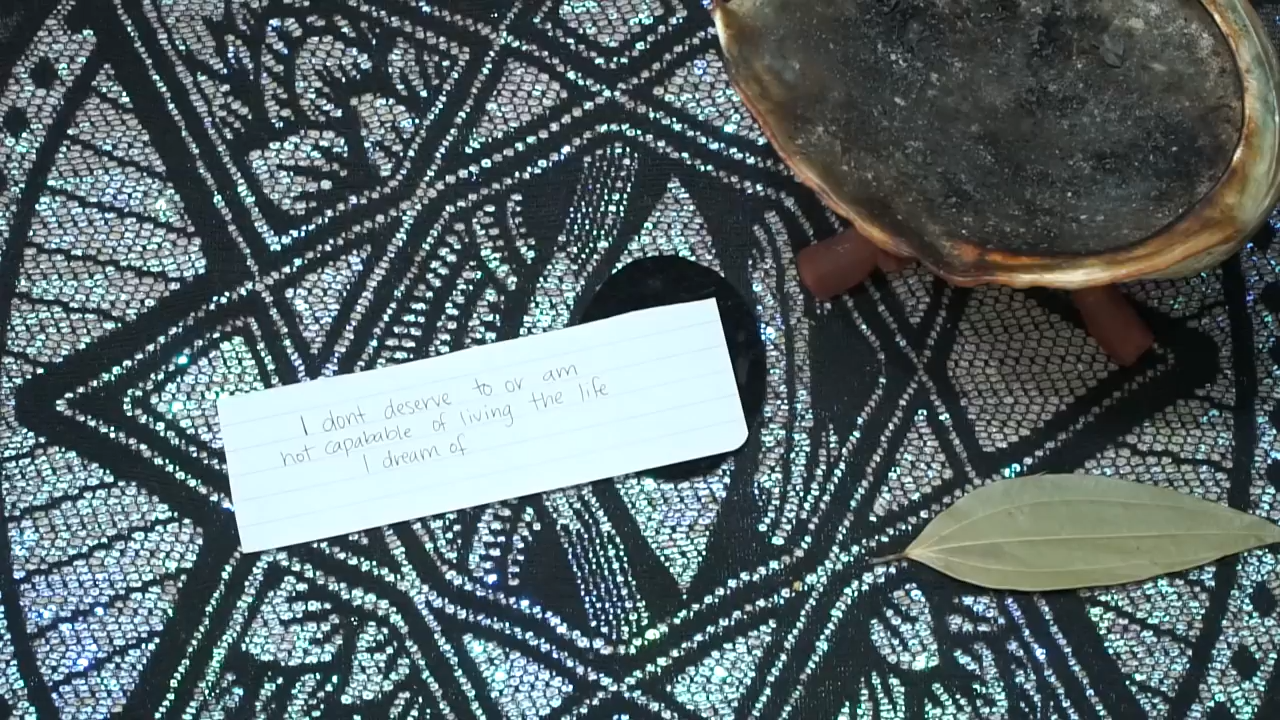 I dont deserve to or am
not capabable of living the life
I dream of